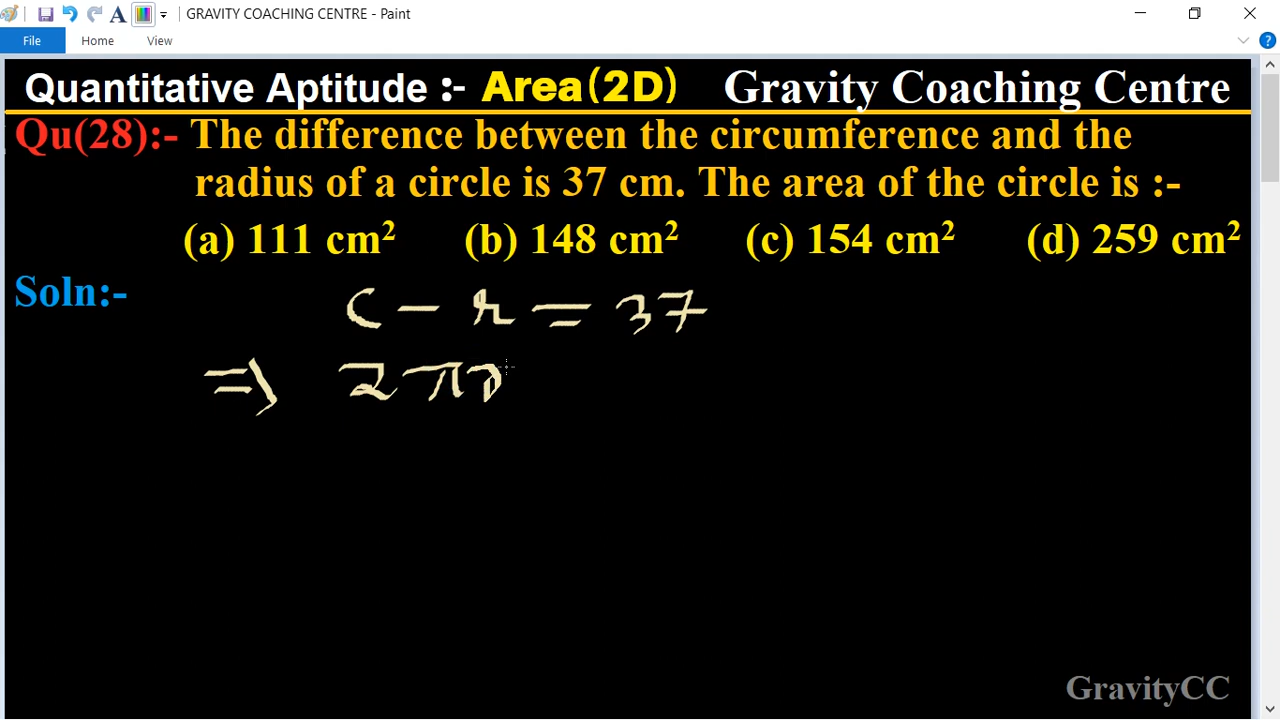 GRAVITY COACHING CENTRE - Paint
File Home View
Quantitative Aptitude :- Area(2D) Gravity Coaching Centre
Qu(28):- The difference between the circumference and the
radius of a circle is 37 cm. The area of the circle is :-
(a) 111 cm² (b) 148 cm² (c) 154 cm² (d) 259 cm²
Soln:- C - r = 37
⇒ 2π
GravityCC